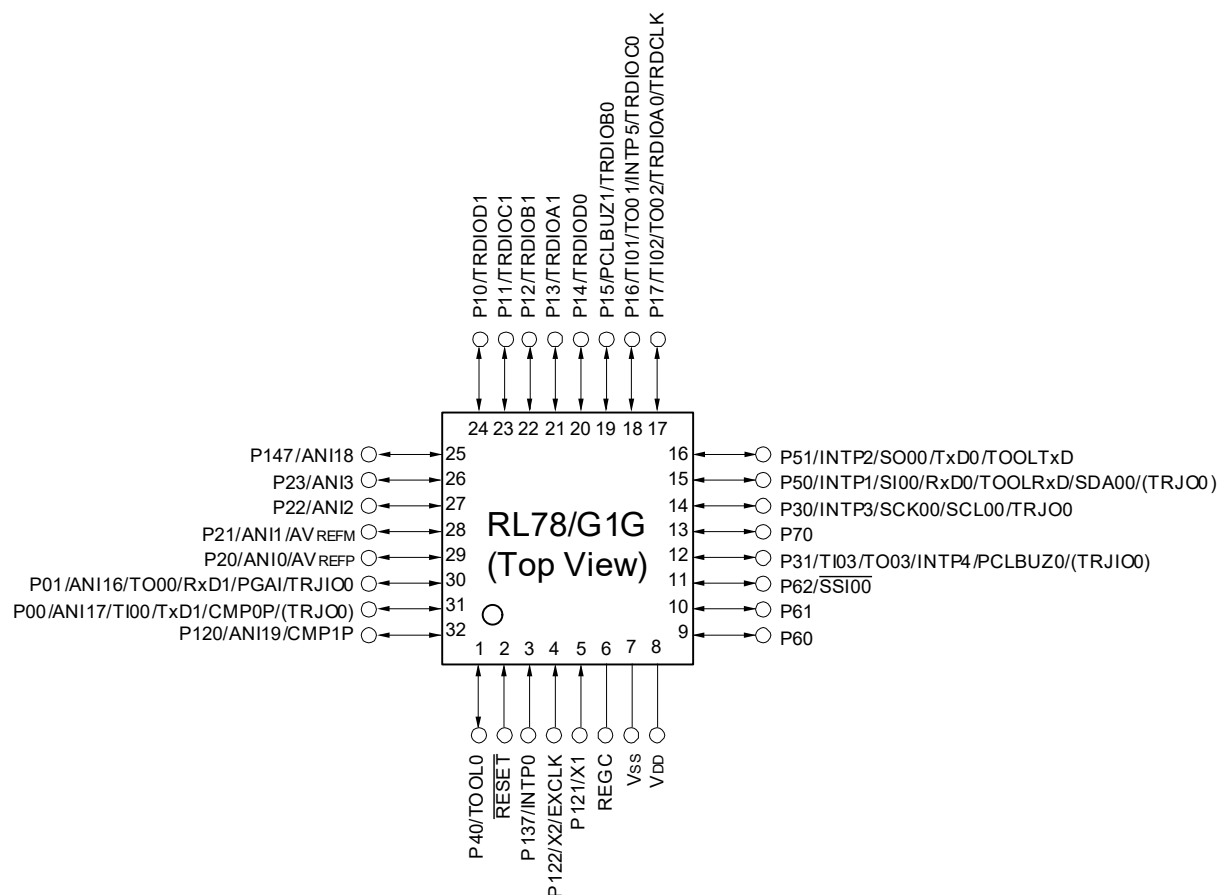 P10/TRDIOD1
P11/TRDIOC1
P12/TRDIOB1
P13/TRDIOA1
P14/TRDIOD0
P15/PCLBUZ1/TRDIOB0
P16/TI01/TO01/INTP5/TRDIOC0
P17/TI02/TO02/TRDIOA0/TRDCLK
24 23 22 21 20 19 18 17
P147/ANI18
P23/ANI3
P22/ANI2
P21/ANI1/AVREFM
P20/ANI0/AVREFP
P01/ANI16/TO00/RxD1/PGAI/TRJIO0
P00/ANI17/TI00/TxD1/CMP0P/(TRJO0)
P120/ANI19/CMP1P
25
26
27
28
29
30
31
32
RL78/G1G
(Top View)
16
15
14
13
12
11
10
9
P51/INTP2/SO00/TxD0/TOOLTxD
P50/INTP1/SI00/RxD0/TOOLRxD/SDA00/(TRJO0)
P30/INTP3/SCK00/SCL00/TRJO0
P70
P31/TI03/TO03/INTP4/PCLBUZ0/(TRJIO0)
P62/SSI00
P61
P60
1 2 3 4 5 6 7 8
P40/TOOL0
RESET
P137/INTP0
P122/X2/EXCLK
P121/X1
REGC
VSS
VDD